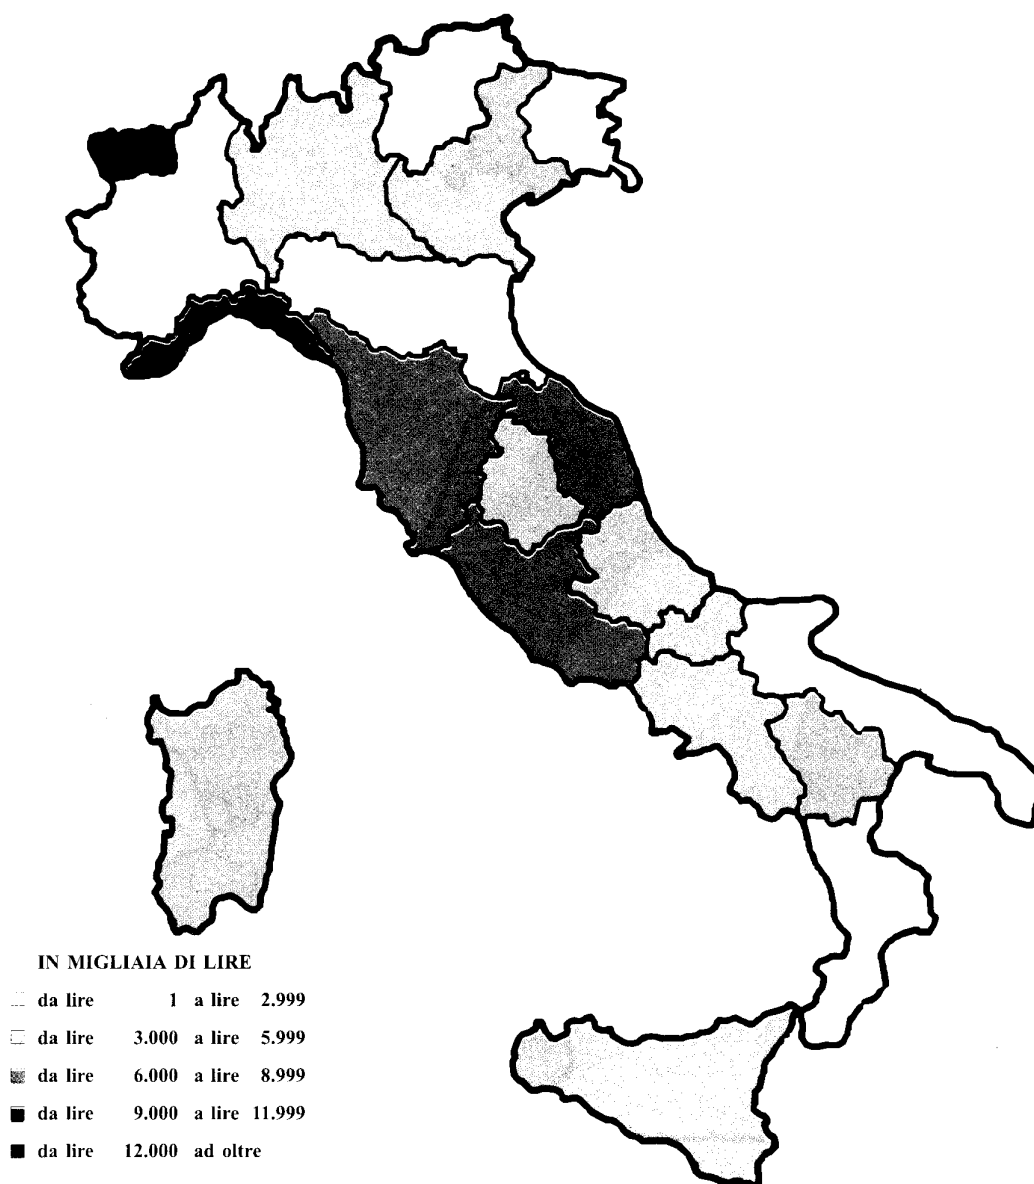 IN MIGLIAIA DI LIRE
da lire 1 a lire 2.999
da lire 3.000 a lire 5.999
da lire 6.000 a lire 8.999
da lire 9.000 a lire 11.999
da lire 12.000 ad oltre